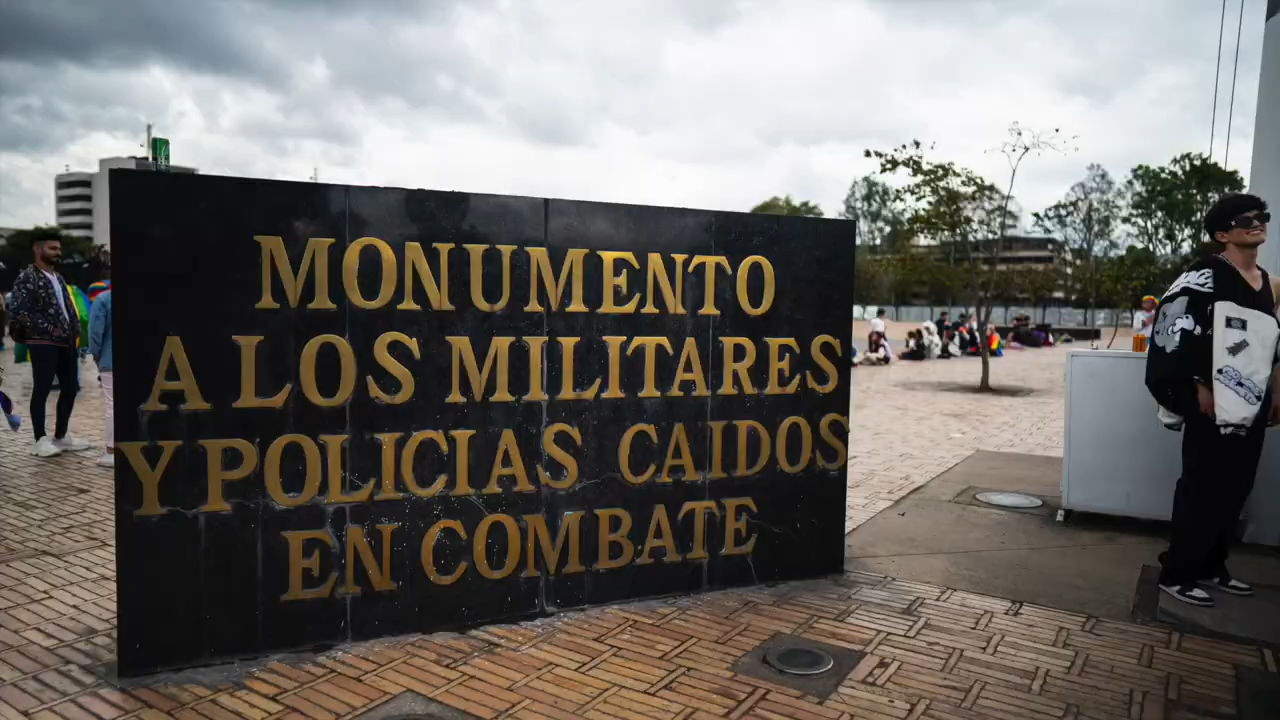 MONUMENTO
A LOS MILITARES
Y POLICIAS CAIDOS
EN COMBATE